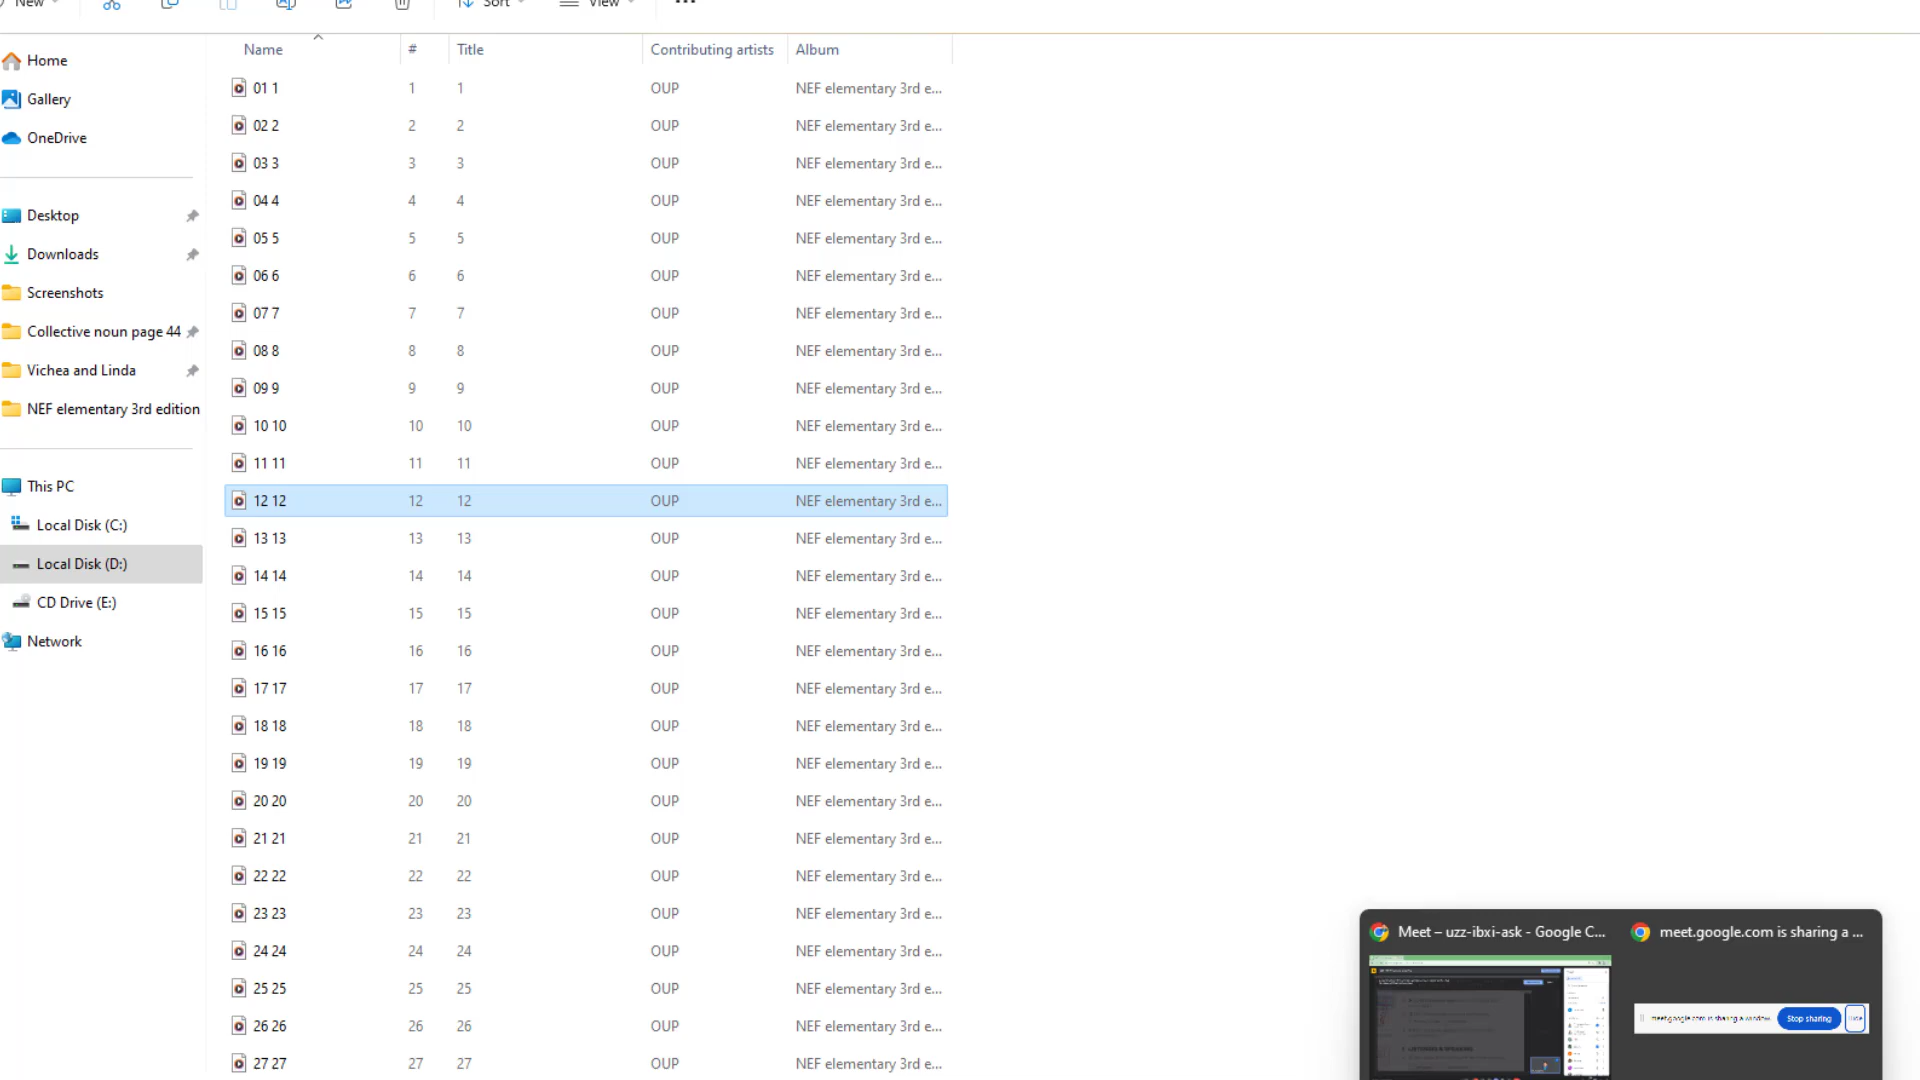 New
Sort
View
Name # Title Contributing artists Album
Home
Gallery
OneDrive
Desktop
Downloads
Screenshots
Collective noun page 44
Vichea and Linda
NEF elementary 3rd edition
This PC
Local Disk (C:)
Local Disk (D:)
CD Drive (E:)
Network
01 1 1 1 OUP NEF elementary 3rd e...
02 2 2 2 OUP NEF elementary 3rd e...
03 3 3 3 OUP NEF elementary 3rd e...
04 4 4 4 OUP NEF elementary 3rd e...
05 5 5 5 OUP NEF elementary 3rd e...
06 6 6 6 OUP NEF elementary 3rd e...
07 7 7 7 OUP NEF elementary 3rd e...
08 8 8 8 OUP NEF elementary 3rd e...
09 9 9 9 OUP NEF elementary 3rd e...
10 10 10 10 OUP NEF elementary 3rd e...
11 11 11 11 OUP NEF elementary 3rd e...
12 12 12 12 OUP NEF elementary 3rd e...
13 13 13 13 OUP NEF elementary 3rd e...
14 14 14 14 OUP NEF elementary 3rd e...
15 15 15 15 OUP NEF elementary 3rd e...
16 16 16 16 OUP NEF elementary 3rd e...
17 17 17 17 OUP NEF elementary 3rd e...
18 18 18 18 OUP NEF elementary 3rd e...
19 19 19 19 OUP NEF elementary 3rd e...
20 20 20 20 OUP NEF elementary 3rd e...
21 21 21 21 OUP NEF elementary 3rd e...
22 22 22 22 OUP NEF elementary 3rd e...
23 23 23 23 OUP NEF elementary 3rd e...
24 24 24 24 OUP NEF elementary 3rd e...
25 25 25 25 OUP NEF elementary 3rd e...
26 26 26 26 OUP NEF elementary 3rd e...
27 27 27 27 OUP NEF elementary 3rd e...
Meet – uzz-ibxi-ask - Google C...
meet.google.com is sharing a ...
meet.google.com is sharing a window. Stop sharing Hide